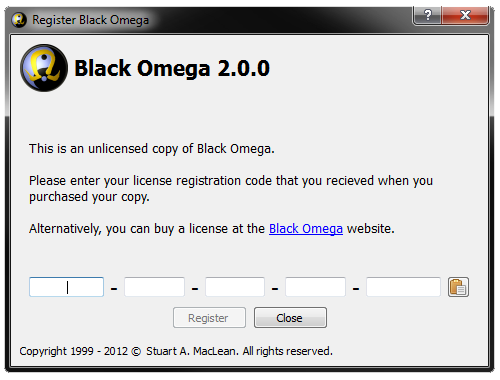 Register Black Omega
Black Omega 2.0.0
This is an unlicensed copy of Black Omega.
Please enter your license registration code that you recieved when you
purchased your copy.
Alternatively, you can buy a license at the Black Omega website.
- - - -
Register Close
Copyright 1999 - 2012 © Stuart A. MacLean. All rights reserved.